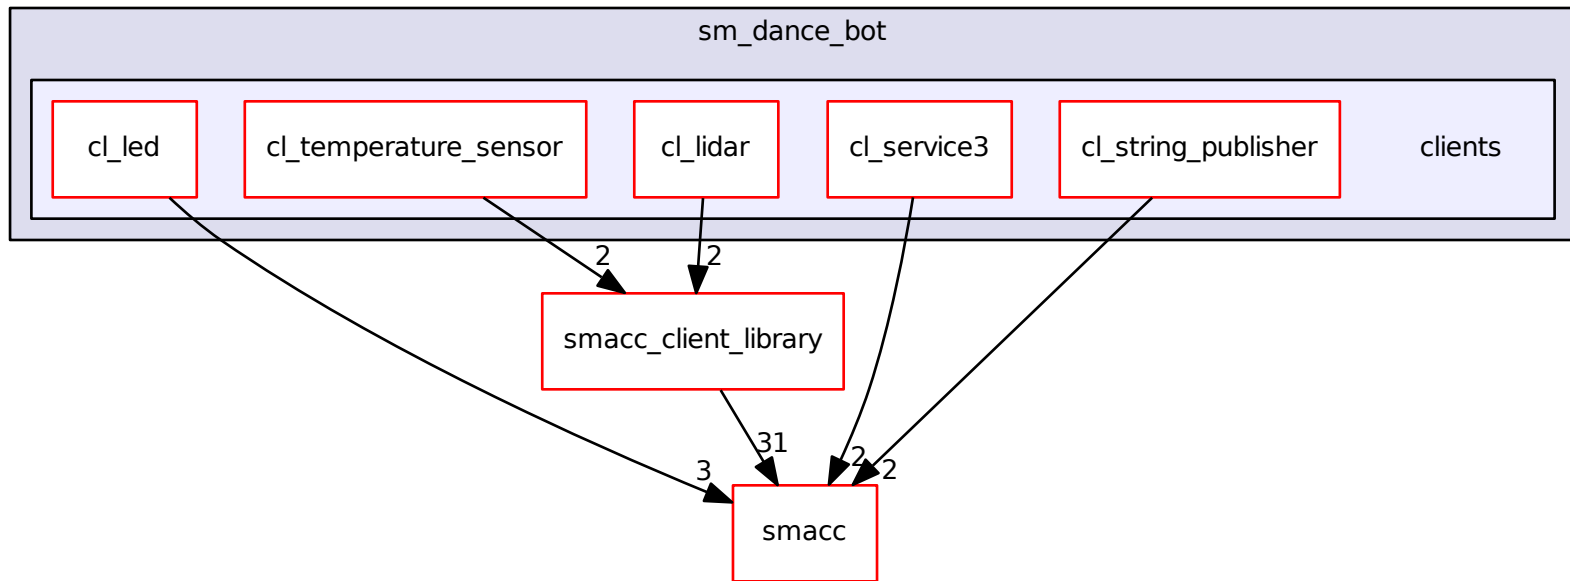 sm_dance_bot
cl_led
cl_temperature_sensor
cl_lidar
cl_service3
cl_string_publisher
clients
2
2
smacc_client_library
31
3
2
2
smacc